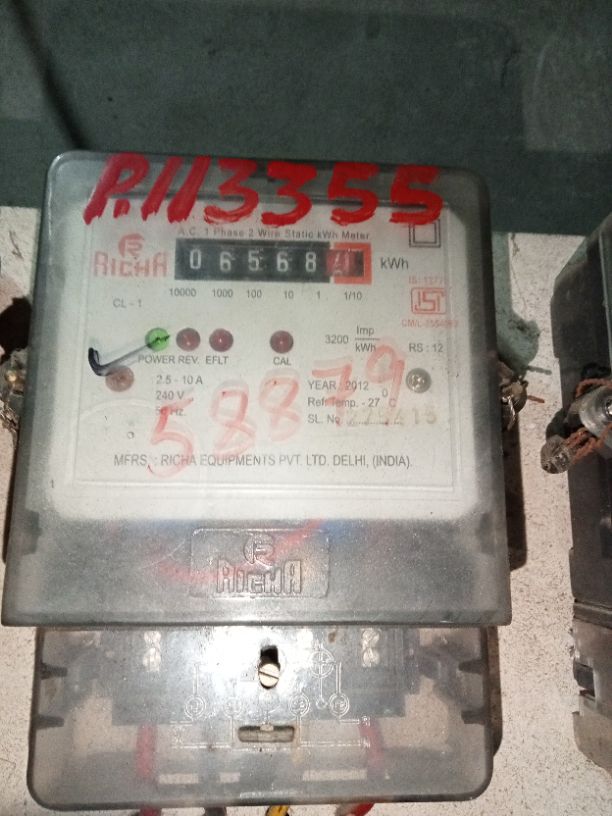 P.113355
A.C. 1 Phase 2 Wire Static kWh Meter
RICHA
06568
kWh
10000 1000 100 10 1 1/10
CL - 1
ISI
3200 Imp/kWh
RS : 12
POWER REV. EFLT CAL
2.5 - 10 A
240 V
50 Hz.
YEAR : 2012
Ref. Temp. - 27 °C
SL. No.
58879
MFRS : RICHA EQUIPMENTS PVT. LTD. DELHI, (INDIA).
RICHA